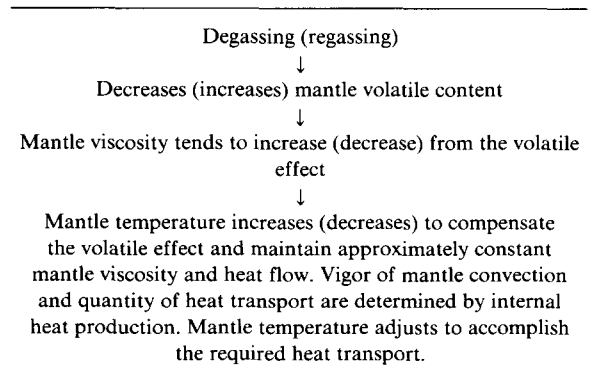 Degassing (regassing)
↓
Decreases (increases) mantle volatile content
↓
Mantle viscosity tends to increase (decrease) from the volatile
effect
↓
Mantle temperature increases (decreases) to compensate
the volatile effect and maintain approximately constant
mantle viscosity and heat flow. Vigor of mantle convection
and quantity of heat transport are determined by internal
heat production. Mantle temperature adjusts to accomplish
the required heat transport.